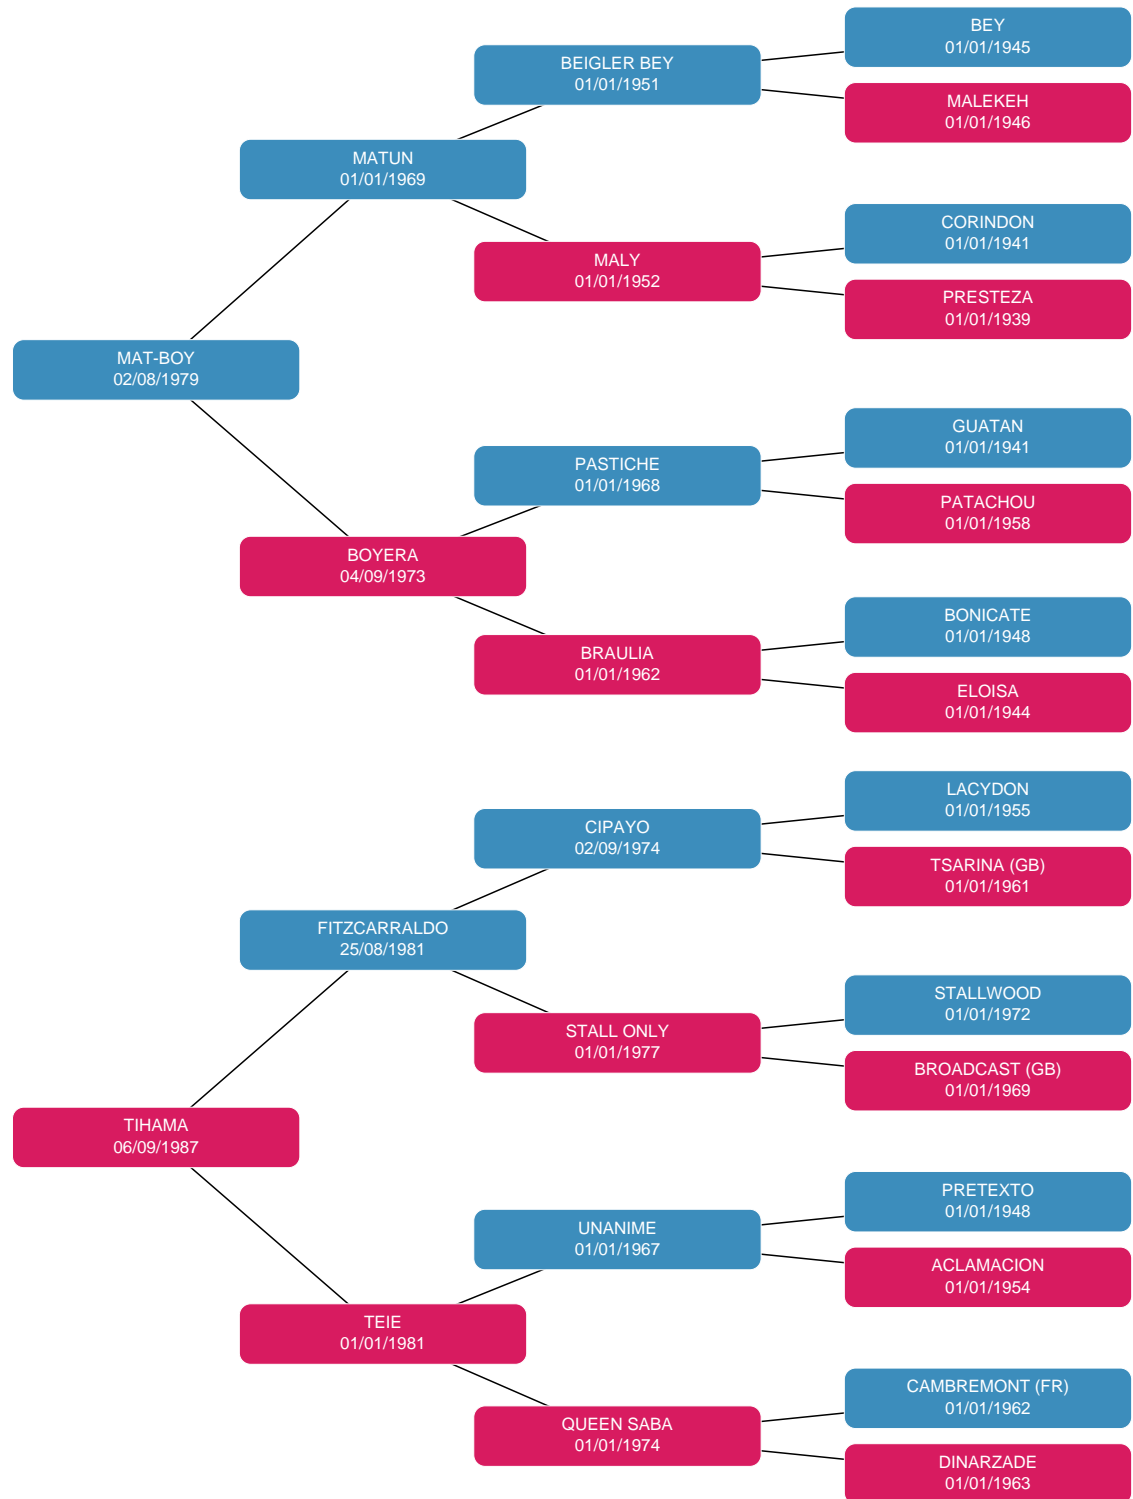 BEY
01/01/1945
BEIGLER BEY
01/01/1951
MALEKEH
01/01/1946
MATUN
01/01/1969
CORINDON
01/01/1941
MALY
01/01/1952
PRESTEZA
01/01/1939
MAT-BOY
02/08/1979
GUATAN
01/01/1941
PASTICHE
01/01/1968
PATACHOU
01/01/1958
BOYERA
04/09/1973
BONICATE
01/01/1948
BRAULIA
01/01/1962
ELOISA
01/01/1944
LACYDON
01/01/1955
CIPAYO
02/09/1974
TSARINA (GB)
01/01/1961
FITZCARRALDO
25/08/1981
STALLWOOD
01/01/1972
STALL ONLY
01/01/1977
BROADCAST (GB)
01/01/1969
TIHAMA
06/09/1987
PRETEXTO
01/01/1948
UNANIME
01/01/1967
ACLAMACION
01/01/1954
TEIE
01/01/1981
CAMBREMONT (FR)
01/01/1962
QUEEN SABA
01/01/1974
DINARZADE
01/01/1963